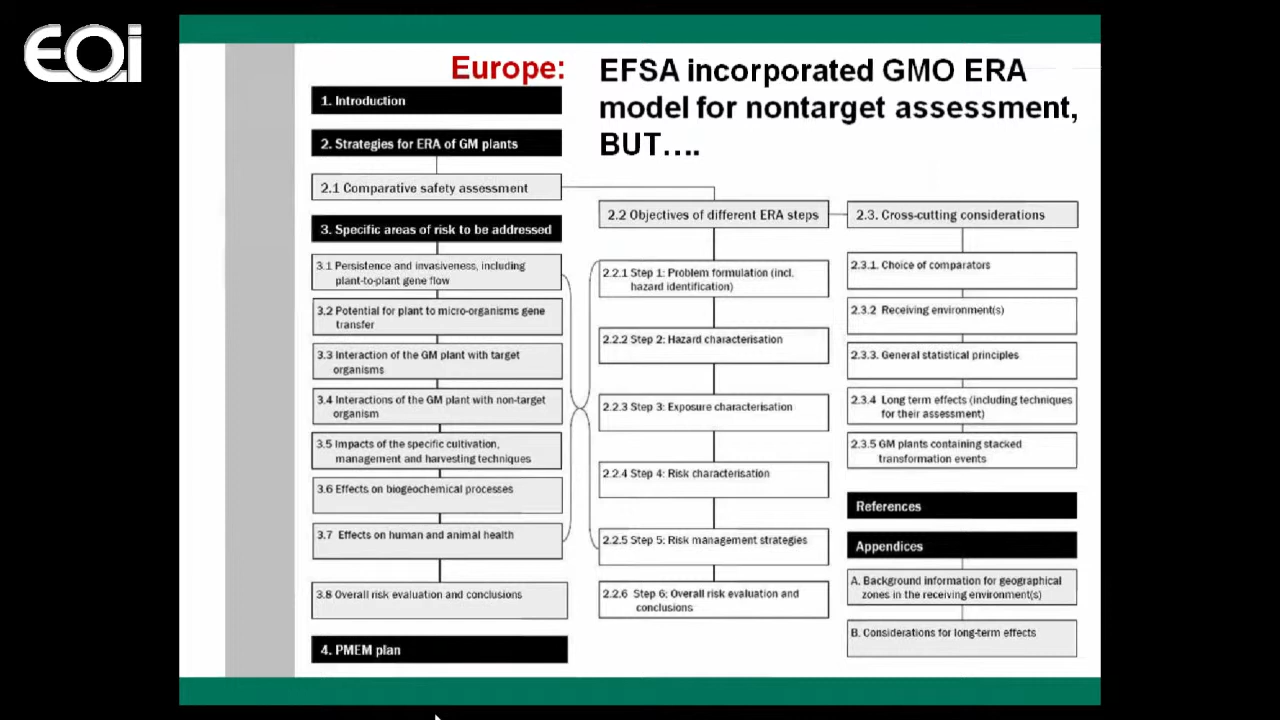 EOi
Europe:
EFSA incorporated GMO ERA
model for nontarget assessment,
BUT....
1. Introduction
2. Strategies for ERA of GM plants
2.1 Comparative safety assessment
3. Specific areas of risk to be addressed
3.1 Persistence and invasiveness, including
plant-to-plant gene flow
3.2 Potential for plant to micro-organisms gene
transfer
3.3 Interaction of the GM plant with target
organisms
3.4 Interactions of the GM plant with non-target
organism
3.5 Impacts of the specific cultivation,
management and harvesting techniques
3.6 Effects on biogeochemical processes
3.7 Effects on human and animal health
3.8 Overall risk evaluation and conclusions
4. PMEM plan
2.2 Objectives of different ERA steps
2.2.1 Step 1: Problem formulation (incl.
hazard identification)
2.2.2 Step 2: Hazard characterisation
2.2.3 Step 3: Exposure characterisation
2.2.4 Step 4: Risk characterisation
2.2.5 Step 5: Risk management strategies
2.2.6 Step 6: Overall risk evaluation and
conclusions
2.3. Cross-cutting considerations
2.3.1. Choice of comparators
2.3.2 Receiving environment(s)
2.3.3. General statistical principles
2.3.4 Long term effects (including techniques
for their assessment)
2.3.5 GM plants containing stacked
transformation events
References
Appendices
A. Background information for geographical
zones in the receiving environment(s)
B. Considerations for long-term effects